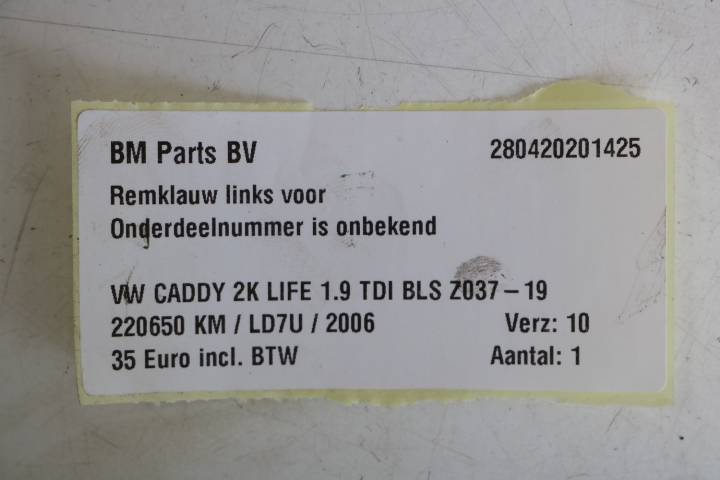 BM Parts BV 280420201425
Remklauw links voor
Onderdeelnummer is onbekend
VW CADDY 2K LIFE 1.9 TDI BLS Z037 – 19
220650 KM / LD7U / 2006 Verz: 10
35 Euro incl. BTW Aantal: 1